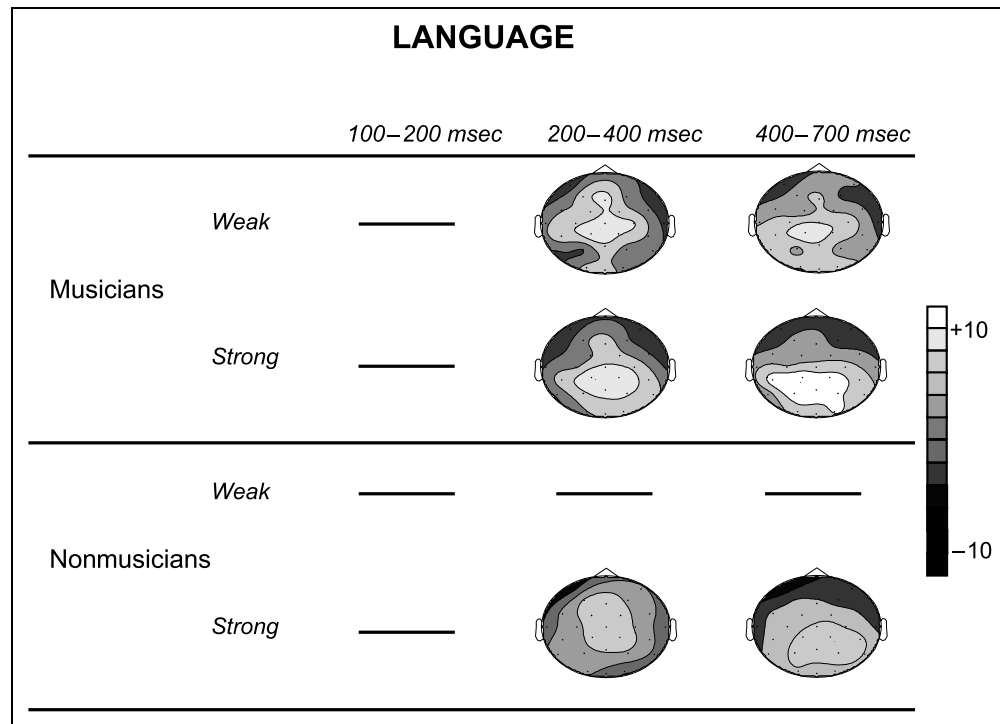 LANGUAGE
100–200 msec 200–400 msec 400–700 msec
Weak
Musicians
Strong
+10
Weak
−10
Nonmusicians
Strong